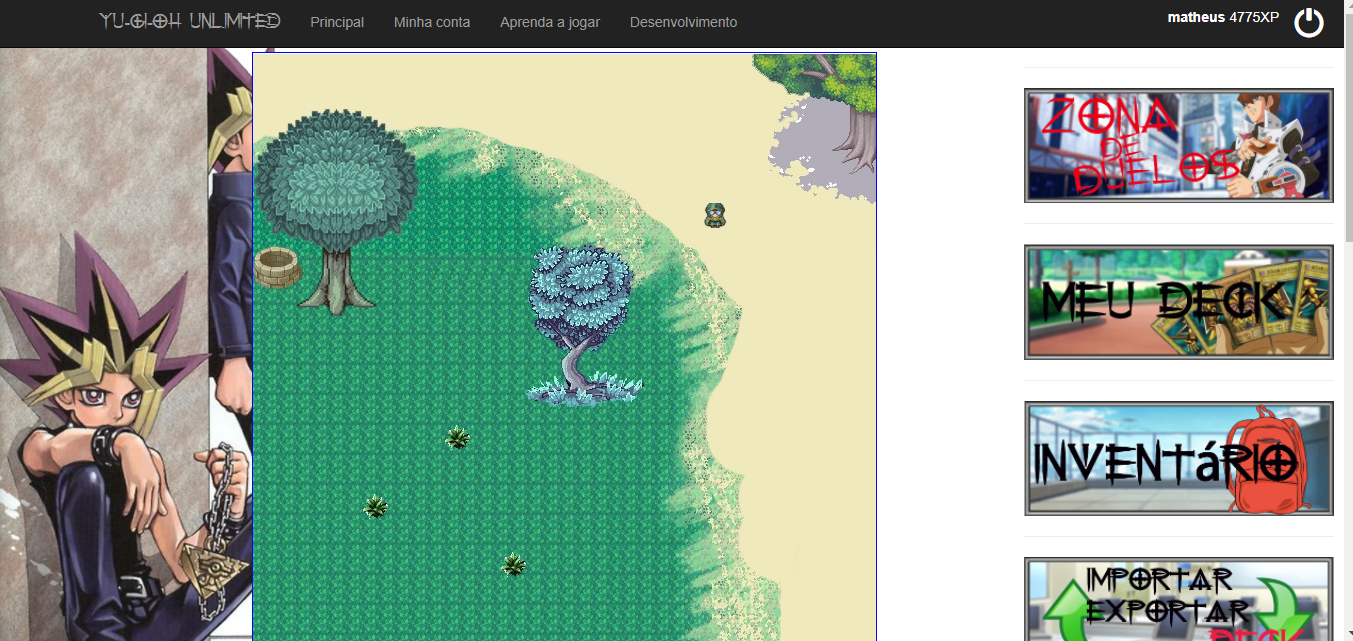 YU-GI-OH UNLIMITED
Principal
Minha conta
Aprenda a jogar
Desenvolvimento
matheus 4775XP
ZONA
DE
DUELOS
MEU DECK
INVENTáRIO
IMPORTAR
EXPORTAR
DECK